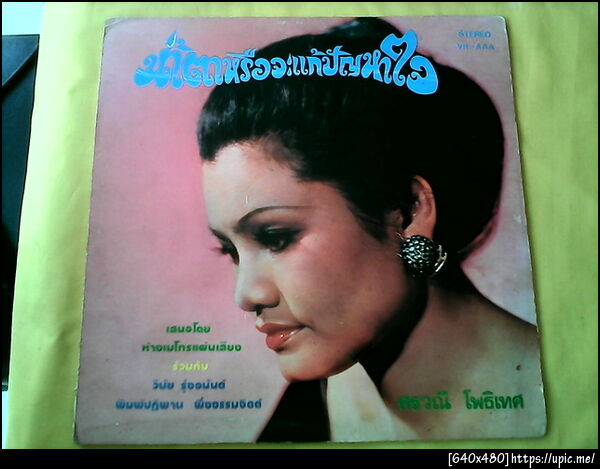 STEREO
น้ำตาหรือจะแก้ปัญหาใจ
เสนอโดย
ห้างเมโทรแผ่นเสียง
ร่วมกับ
วินัย รุ่งอนันต์
พิมพ์ปฏิพาน พึ่งธรรมจิตต์
ศรวณี โพธิเทศ
[640x480]https://upic.me/